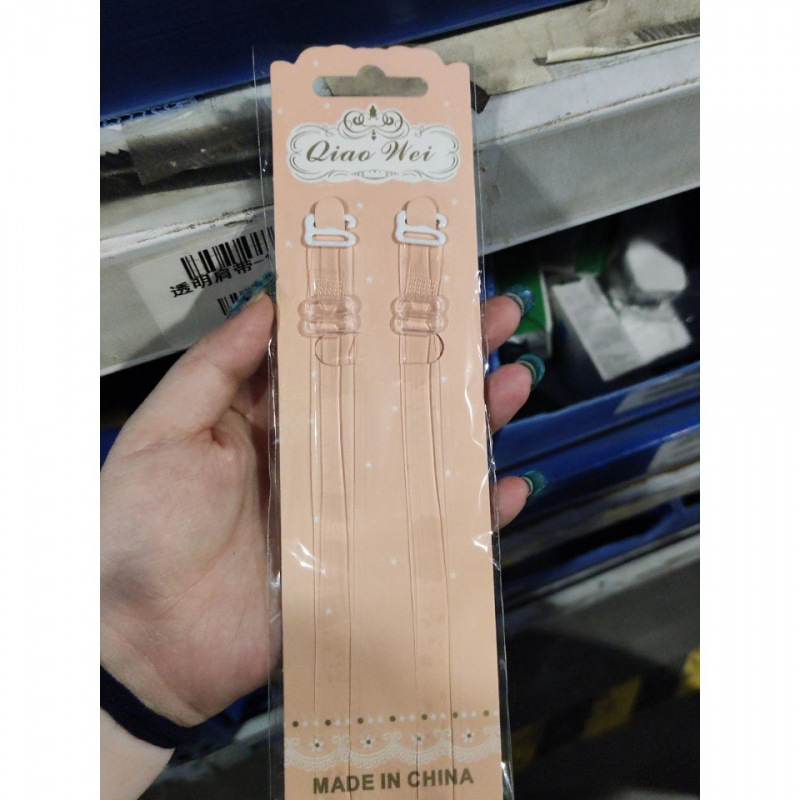 Qiao Wei
透明肩带-
MADE IN CHINA